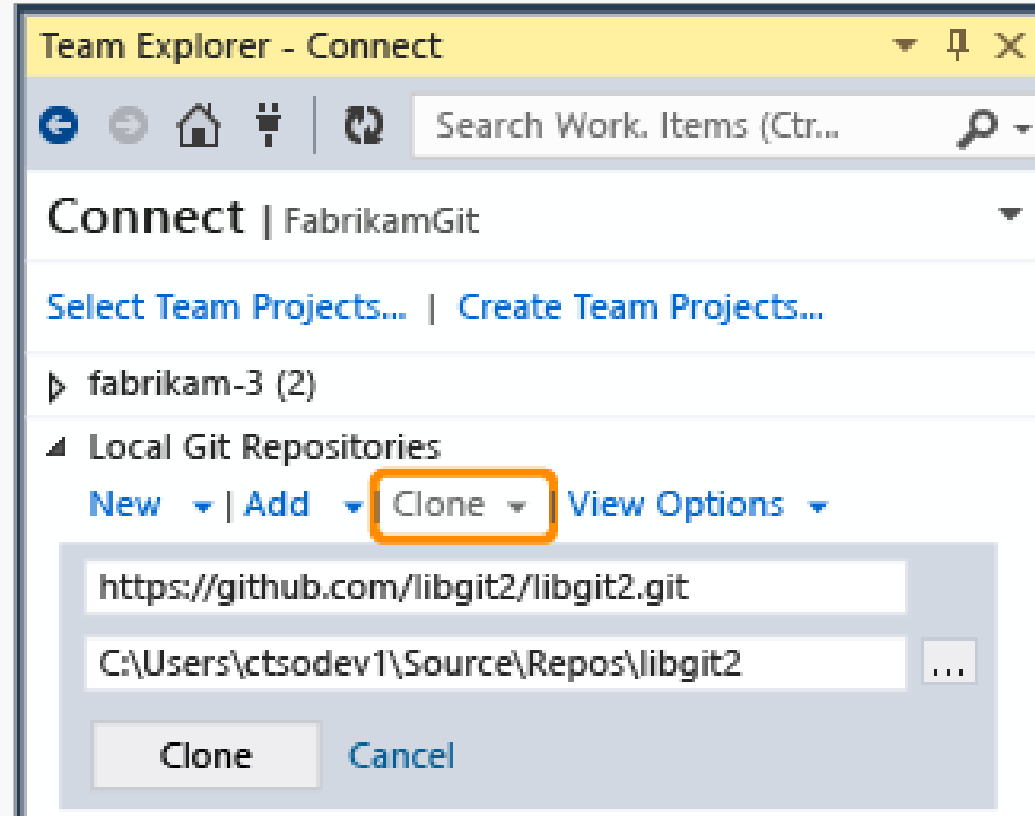 Team Explorer - Connect
Search Work. Items (Ctr...
Connect | FabrikamGit
Select Team Projects... | Create Team Projects...
fabrikam-3 (2)
Local Git Repositories
New | Add | Clone | View Options
https://github.com/libgit2/libgit2.git
C:\Users\ctsodev1\Source\Repos\libgit2
...
Clone Cancel